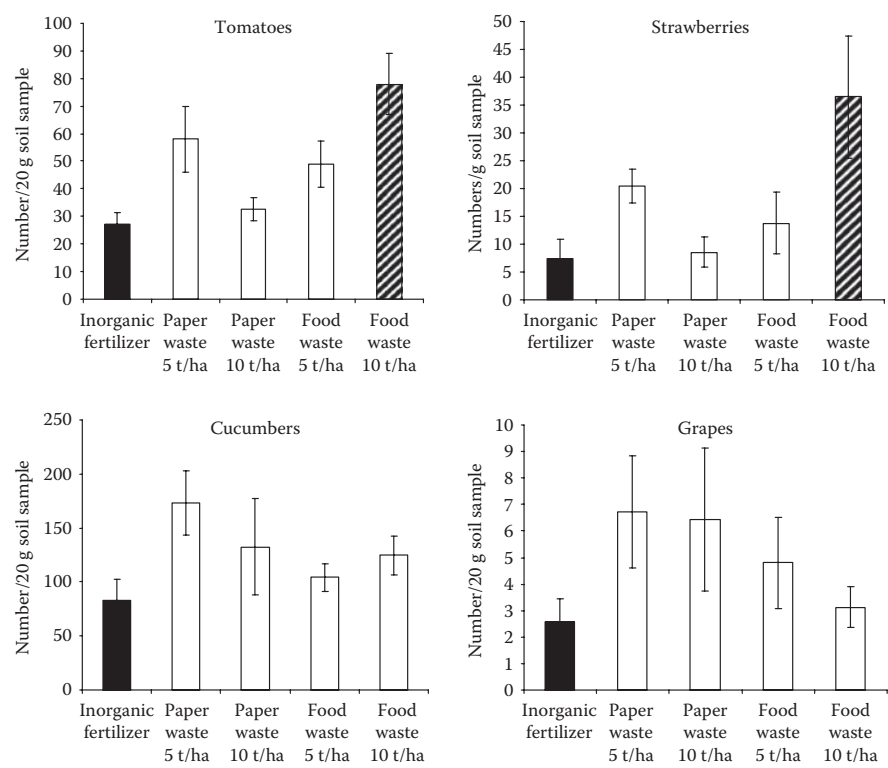 Tomatoes
Number/20 g soil sample
100
90
80
70
60
50
40
30
20
10
0
Inorganic Paper Paper Food Food
fertilizer waste waste waste waste
5 t/ha 10 t/ha 5 t/ha 10 t/ha
Strawberries
Numbers/g soil sample
50
45
40
35
30
25
20
15
10
5
0
Inorganic Paper Paper Food Food
fertilizer waste waste waste waste
5 t/ha 10 t/ha 5 t/ha 10 t/ha
Cucumbers
Number/20 g soil sample
250
200
150
100
50
0
Inorganic Paper Paper Food Food
fertilizer waste waste waste waste
5 t/ha 10 t/ha 5 t/ha 10 t/ha
Grapes
Number/20 g soil sample
10
9
8
7
6
5
4
3
2
1
0
Inorganic Paper Paper Food Food
fertilizer waste waste waste waste
5 t/ha 10 t/ha 5 t/ha 10 t/ha